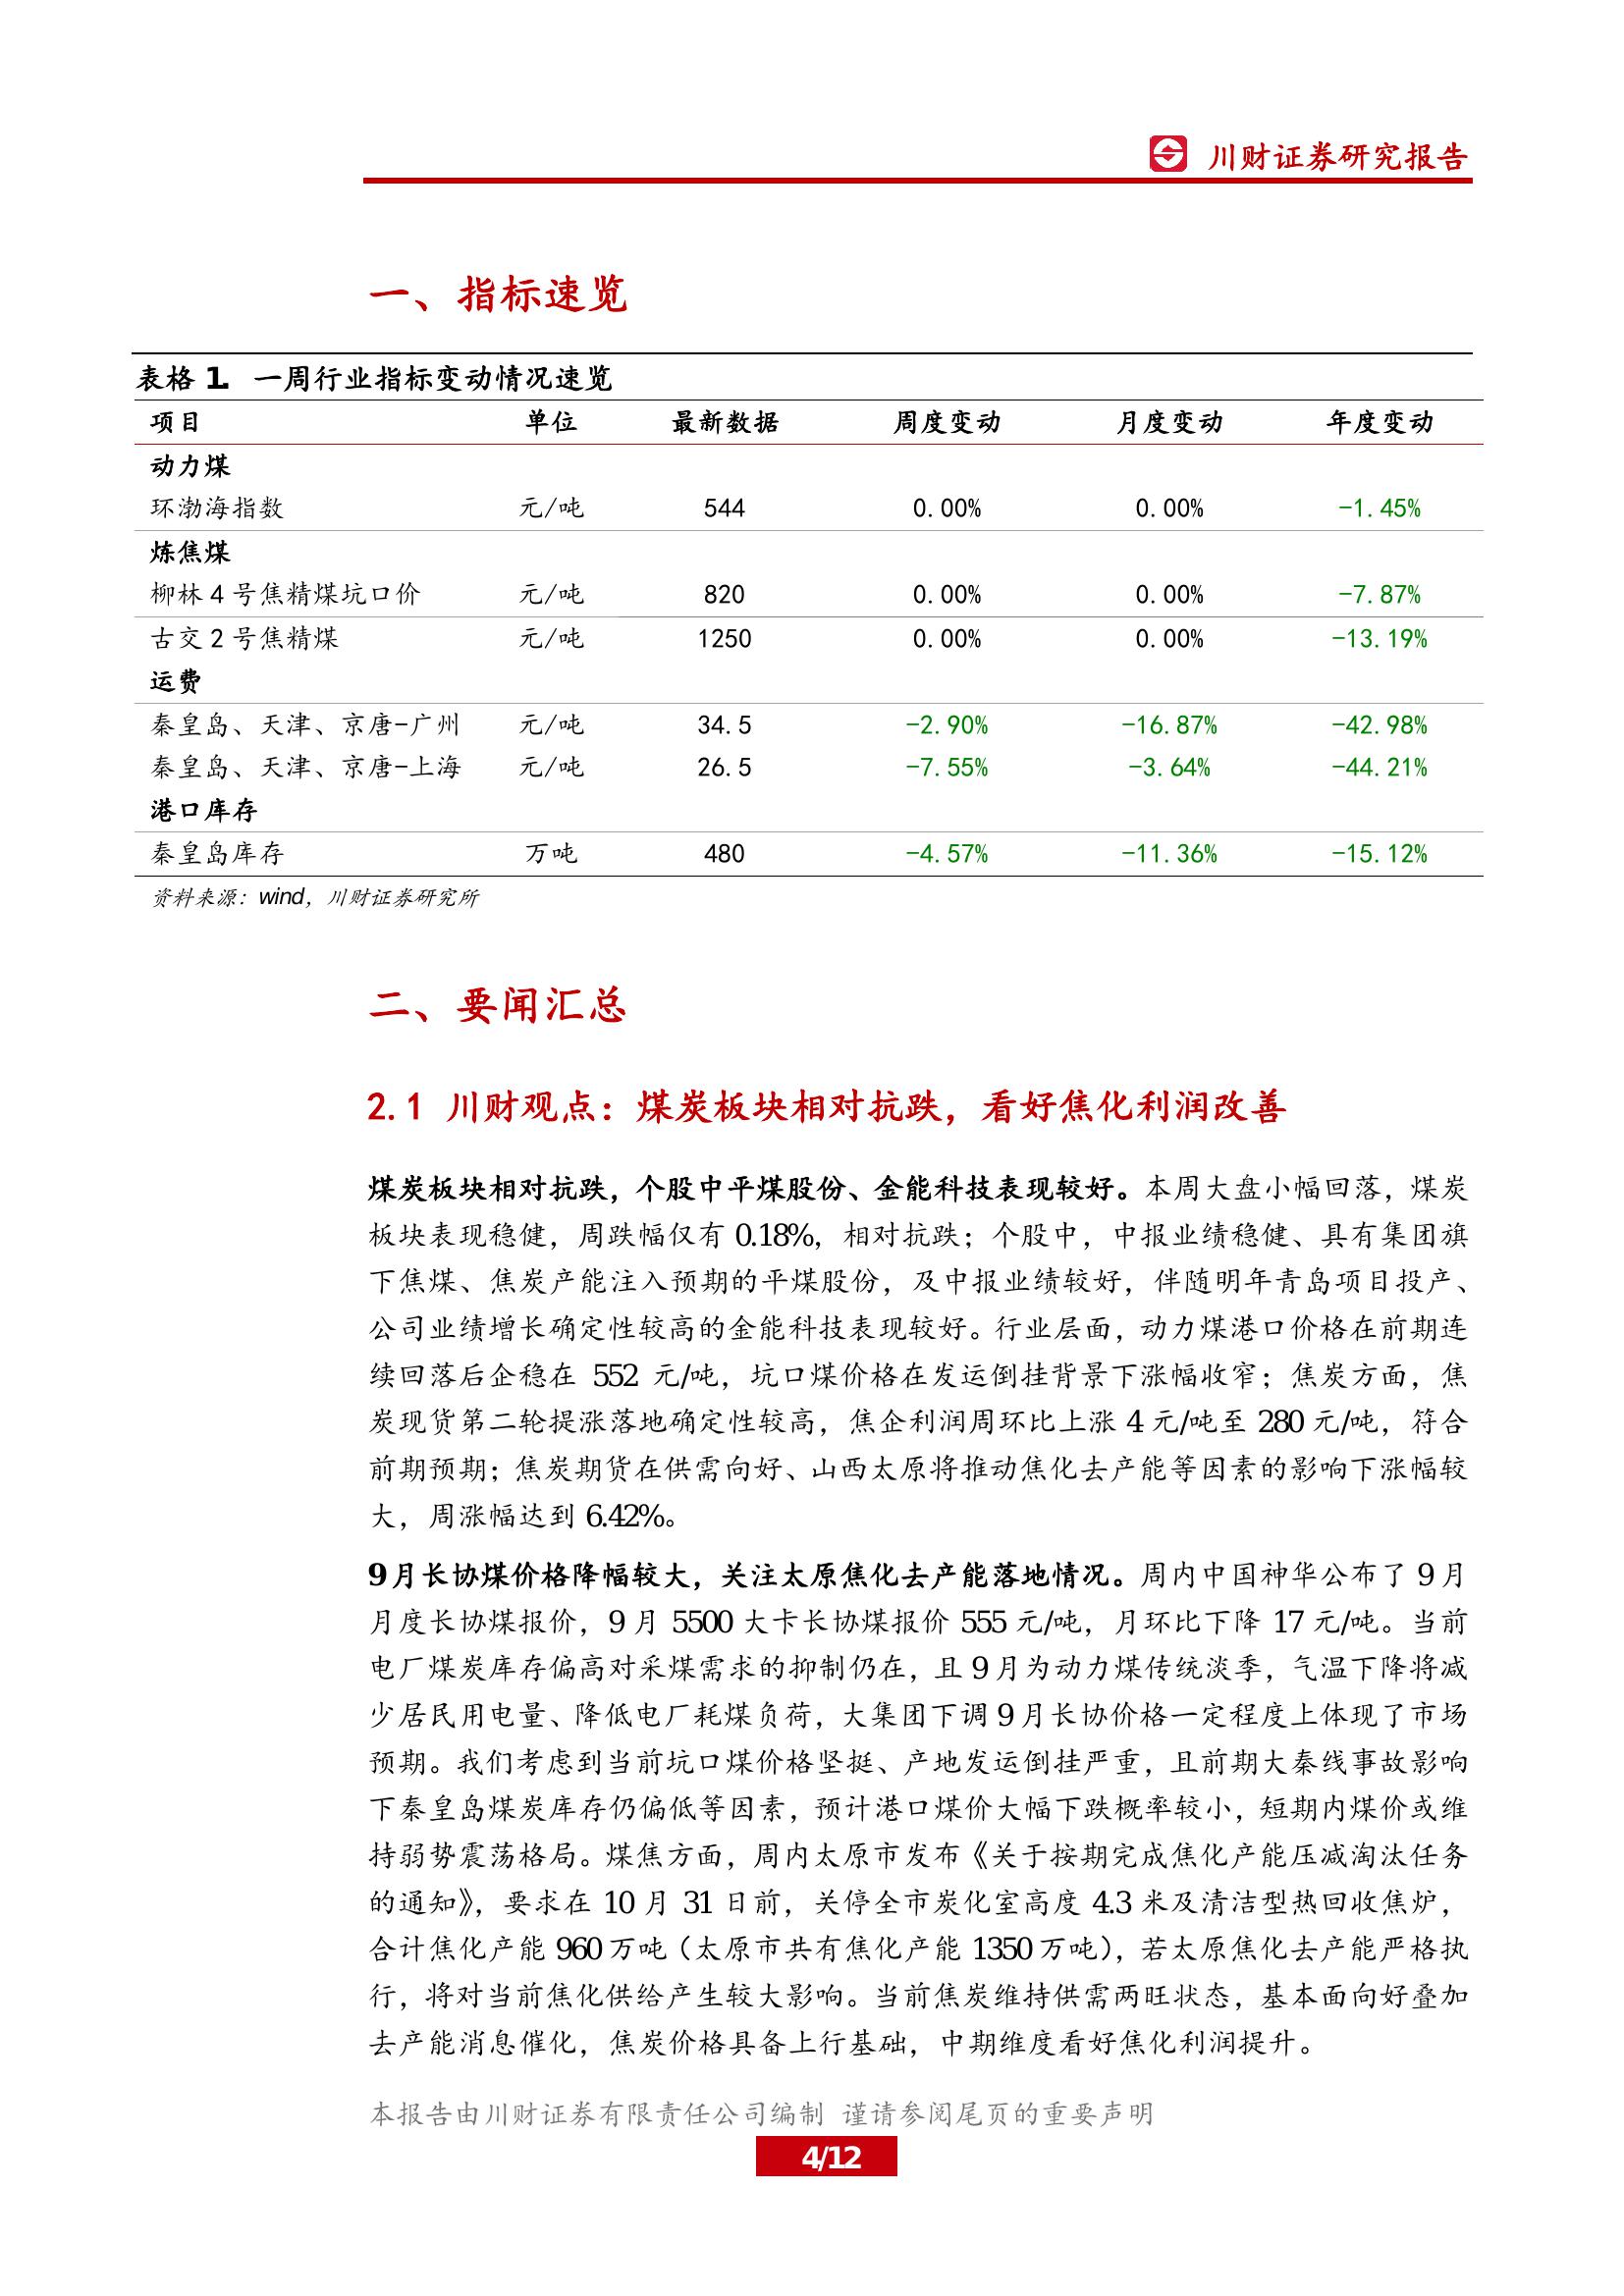 川财证券研究报告
一、指标速览
表格 1. 一周行业指标变动情况速览
项目 单位 最新数据 周度变动 月度变动 年度变动
动力煤
环渤海指数 元/吨 544 0.00% 0.00% -1.45%
炼焦煤
柳林 4 号焦精煤坑口价 元/吨 820 0.00% 0.00% -7.87%
古交 2 号焦精煤 元/吨 1250 0.00% 0.00% -13.19%
运费
秦皇岛、天津、京唐-广州 元/吨 34.5 -2.90% -16.87% -42.98%
秦皇岛、天津、京唐-上海 元/吨 26.5 -7.55% -3.64% -44.21%
港口库存
秦皇岛库存 万吨 480 -4.57% -11.36% -15.12%
资料来源：wind，川财证券研究所
二、要闻汇总
2.1 川财观点：煤炭板块相对抗跌，看好焦化利润改善
煤炭板块相对抗跌，个股中平煤股份、金能科技表现较好。本周大盘小幅回落，煤炭
板块表现稳健，周跌幅仅有 0.18%，相对抗跌；个股中，中报业绩稳健、具有集团旗
下焦煤、焦炭产能注入预期的平煤股份，及中报业绩较好，伴随明年青岛项目投产、
公司业绩增长确定性较高的金能科技表现较好。行业层面，动力煤港口价格在前期连
续回落后企稳在 552 元/吨，坑口煤价格在发运倒挂背景下涨幅收窄；焦炭方面，焦
炭现货第二轮提涨落地确定性较高，焦企利润周环比上涨 4 元/吨至 280 元/吨，符合
前期预期；焦炭期货在供需向好、山西太原将推动焦化去产能等因素的影响下涨幅较
大，周涨幅达到 6.42%。
9 月长协煤价格降幅较大，关注太原焦化去产能落地情况。周内中国神华公布了 9 月
月度长协煤报价，9 月 5500 大卡长协煤报价 555 元/吨，月环比下降 17 元/吨。当前
电厂煤炭库存偏高对采煤需求的抑制仍在，且 9 月为动力煤传统淡季，气温下降将减
少居民用电量、降低电厂耗煤负荷，大集团下调 9 月长协价格一定程度上体现了市场
预期。我们考虑到当前坑口煤价格坚挺、产地发运倒挂严重，且前期大秦线事故影响
下秦皇岛煤炭库存仍偏低等因素，预计港口煤价大幅下跌概率较小，短期内煤价或维
持弱势震荡格局。煤焦方面，周内太原市发布《关于按期完成焦化产能压减淘汰任务
的通知》，要求在 10 月 31 日前，关停全市炭化室高度 4.3 米及清洁型热回收焦炉，
合计焦化产能 960 万吨（太原市共有焦化产能 1350 万吨），若太原焦化去产能严格执
行，将对当前焦化供给产生较大影响。当前焦炭维持供需两旺状态，基本面向好叠加
去产能消息催化，焦炭价格具备上行基础，中期维度看好焦化利润提升。
本报告由川财证券有限责任公司编制 谨请参阅尾页的重要声明
4/12